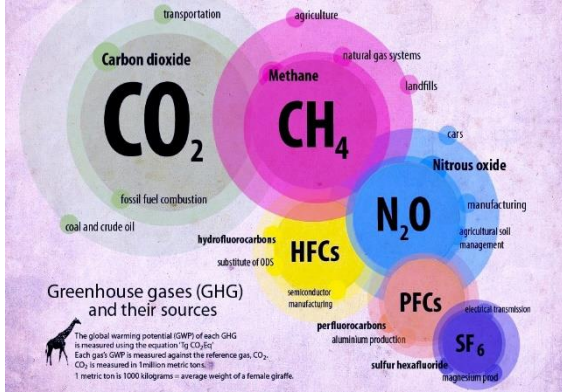 transportation
agriculture
Carbon dioxide
natural gas systems
Methane
landfills
CO₂
CH₄
cars
Nitrous oxide
fossil fuel combustion
manufacturing
N₂O
coal and crude oil
agricultural soil
management
hydrofluorocarbons
HFCs
substitute of ODS
semiconductor
manufacturing
Greenhouse gases (GHG)
and their sources
PFCs
electrical transmission
perfluorocarbons
aluminium production
SF₆
sulfur hexafluoride
magnesium prod
The global warming potential (GWP) of each GHG
is measured using the equation 'Tg CO₂Eq'
Each gas's GWP is measured against the reference gas, CO₂.
CO₂ is measured in 1million metric tons.
1 metric ton is 1000 kilograms = average weight of a female giraffe.